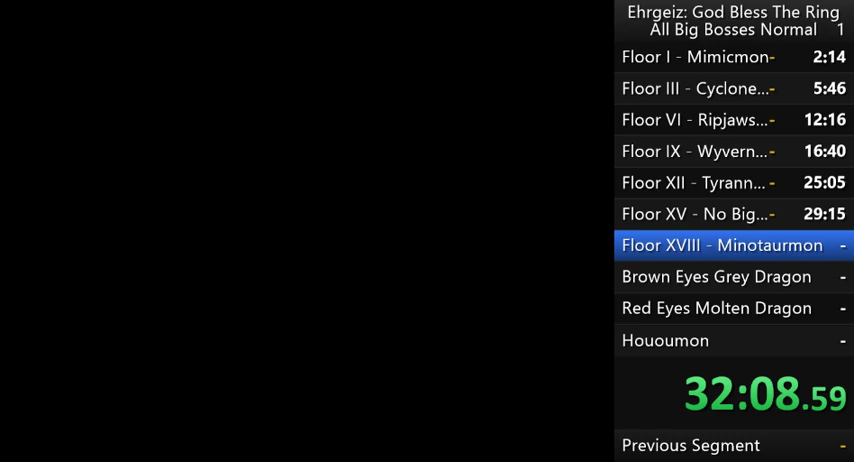 Ehrgeiz: God Bless The Ring
All Big Bosses Normal 1
Floor I - Mimicmon- 2:14
Floor III - Cyclone...- 5:46
Floor VI - Ripjaws...- 12:16
Floor IX - Wyvern...- 16:40
Floor XII - Tyrann...- 25:05
Floor XV - No Big...- 29:15
Floor XVIII - Minotaurmon -
Brown Eyes Grey Dragon -
Red Eyes Molten Dragon -
Hououmon -
32:08.59
Previous Segment -